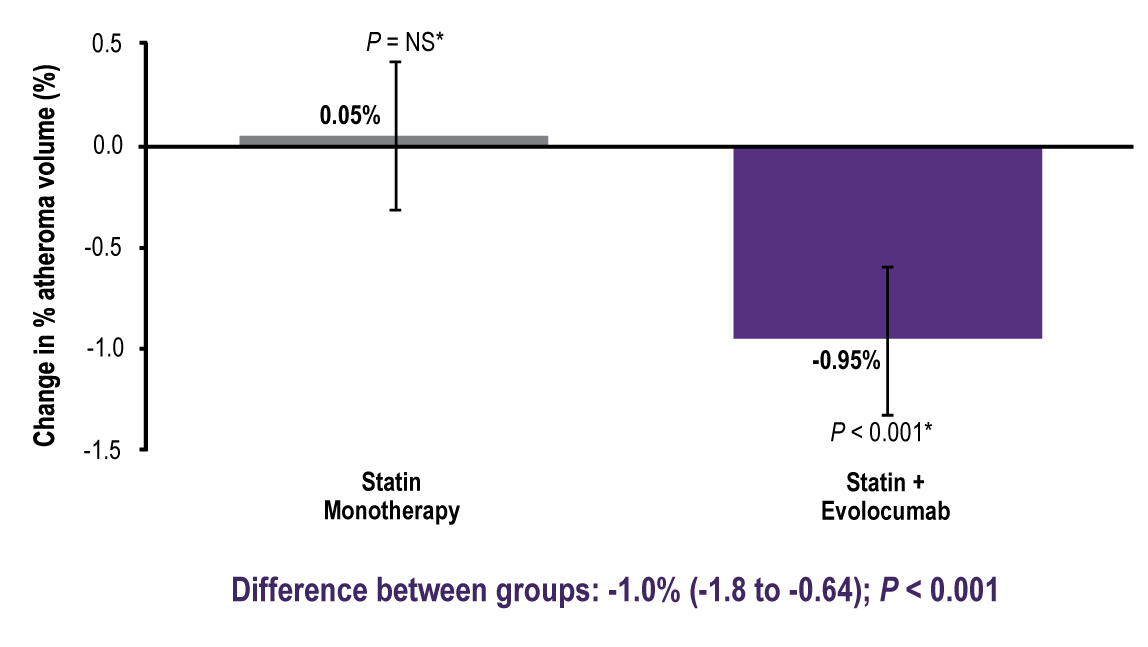 0.5
0.0
-0.5
-1.0
-1.5
Change in % atheroma volume (%)
P = NS*
0.05%
-0.95%
P < 0.001*
Statin
Monotherapy
Statin +
Evolocumab
Difference between groups: -1.0% (-1.8 to -0.64); P < 0.001